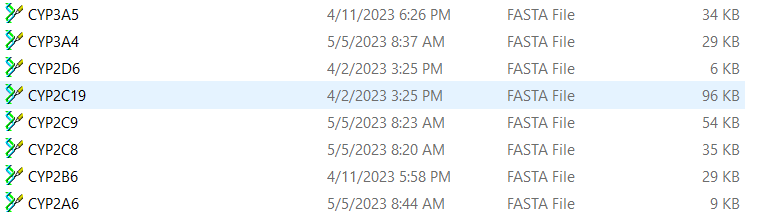 CYP3A5 4/11/2023 6:26 PM FASTA File 34 KB
CYP3A4 5/5/2023 8:37 AM FASTA File 29 KB
CYP2D6 4/2/2023 3:25 PM FASTA File 6 KB
CYP2C19 4/2/2023 3:25 PM FASTA File 96 KB
CYP2C9 5/5/2023 8:23 AM FASTA File 54 KB
CYP2C8 5/5/2023 8:20 AM FASTA File 35 KB
CYP2B6 4/11/2023 5:58 PM FASTA File 29 KB
CYP2A6 5/5/2023 8:44 AM FASTA File 9 KB